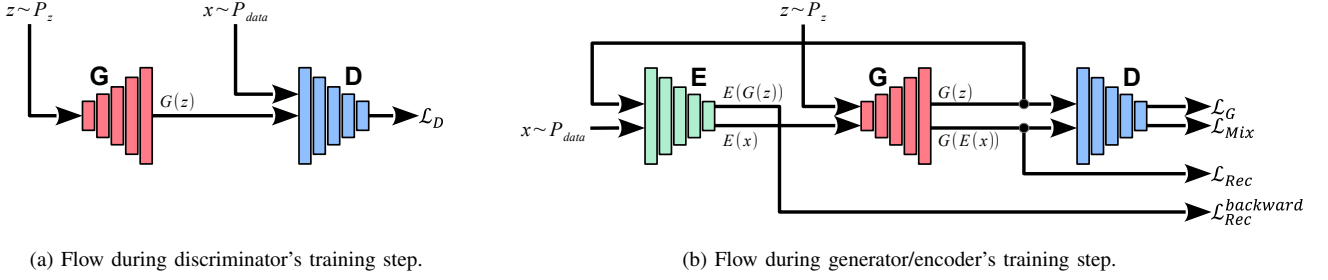 z ~ P_z
x ~ P_data
G
D
G(z)
ℒ_D
(a) Flow during discriminator's training step.
z ~ P_z
E
G
D
E(G(z))
G(z)
ℒ_G
x ~ P_data
E(x)
G(E(x))
ℒ_Mix
ℒ_Rec
ℒ_Rec^backward
(b) Flow during generator/encoder's training step.